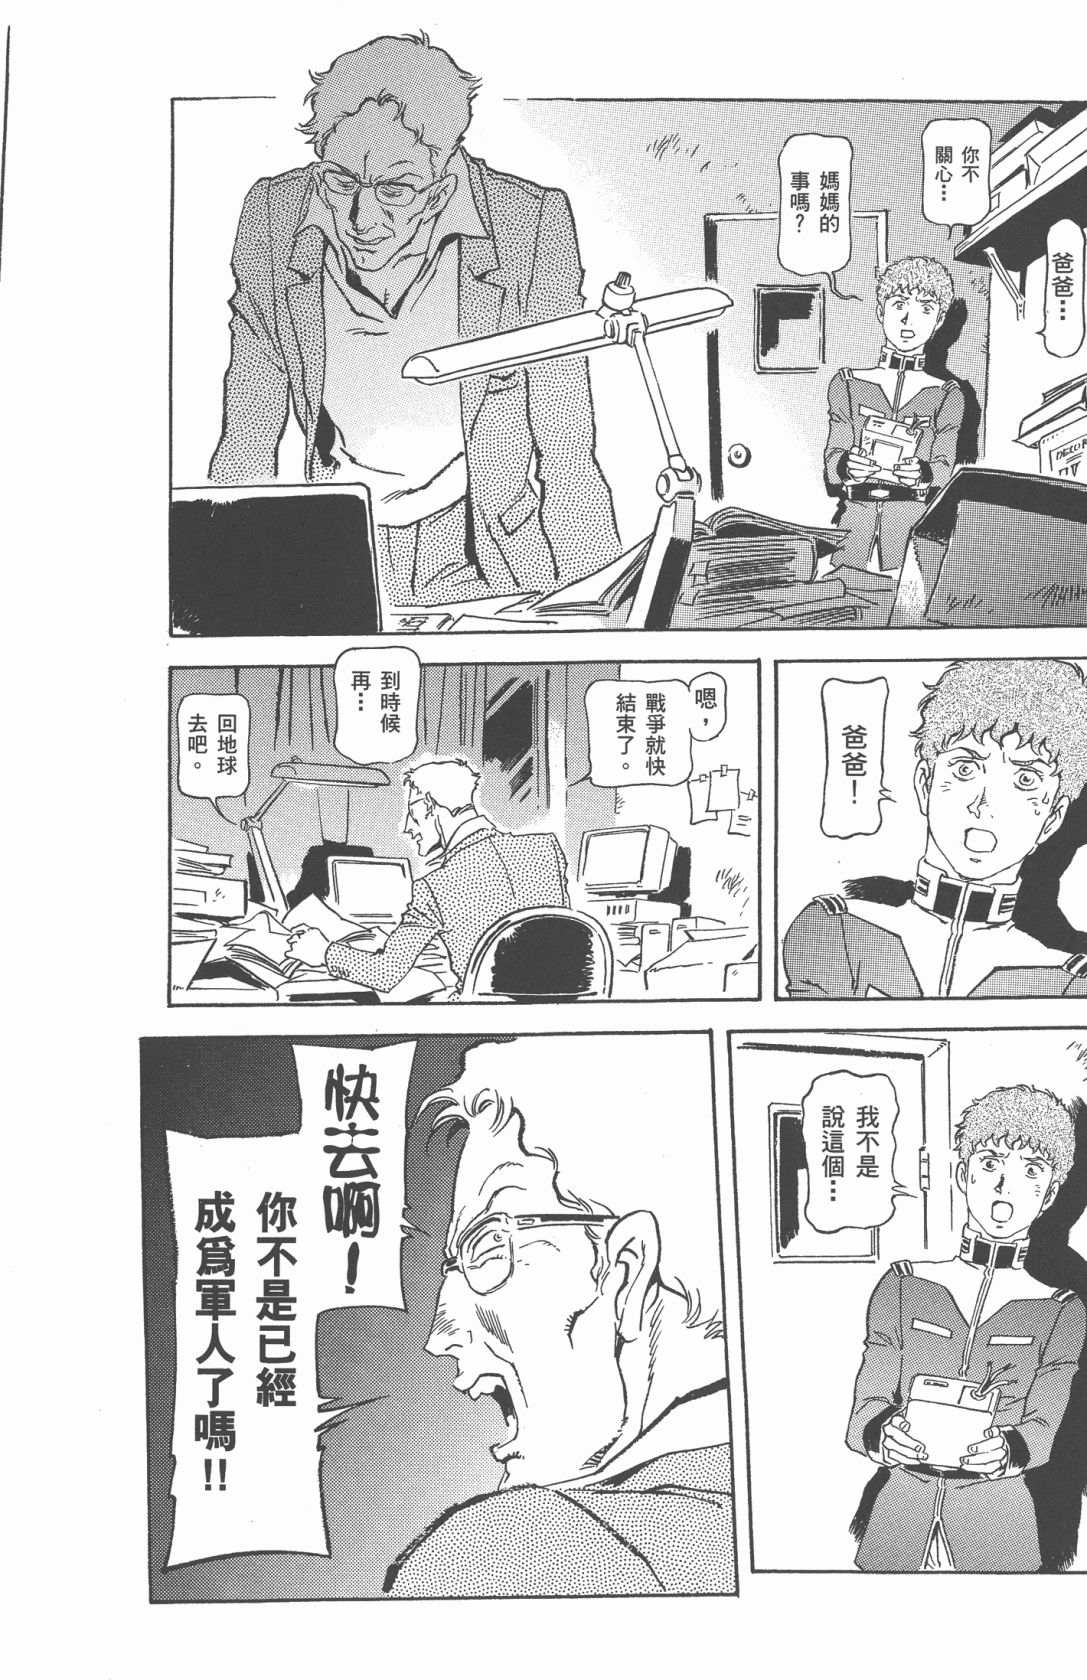 爸爸…
你不
關心…
媽媽的
事嗎？
爸爸！
嗯，
戰爭就快
結束了。
到時候
再…
回地球
去吧。
我不是
說這個…
快去啊！
你不是已經
成爲軍人了嗎!!